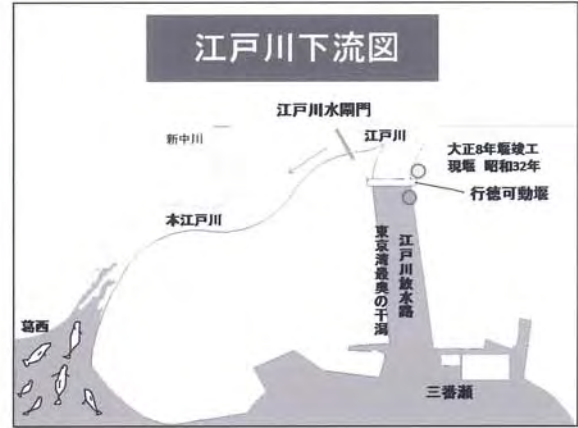 江戸川下流図
江戸川水閘門
新中川
江戸川
大正8年堰竣工
現堰 昭和32年
行徳可動堰
本江戸川
江戸川放水路
東京湾最奥の干潟
葛西
三番瀬